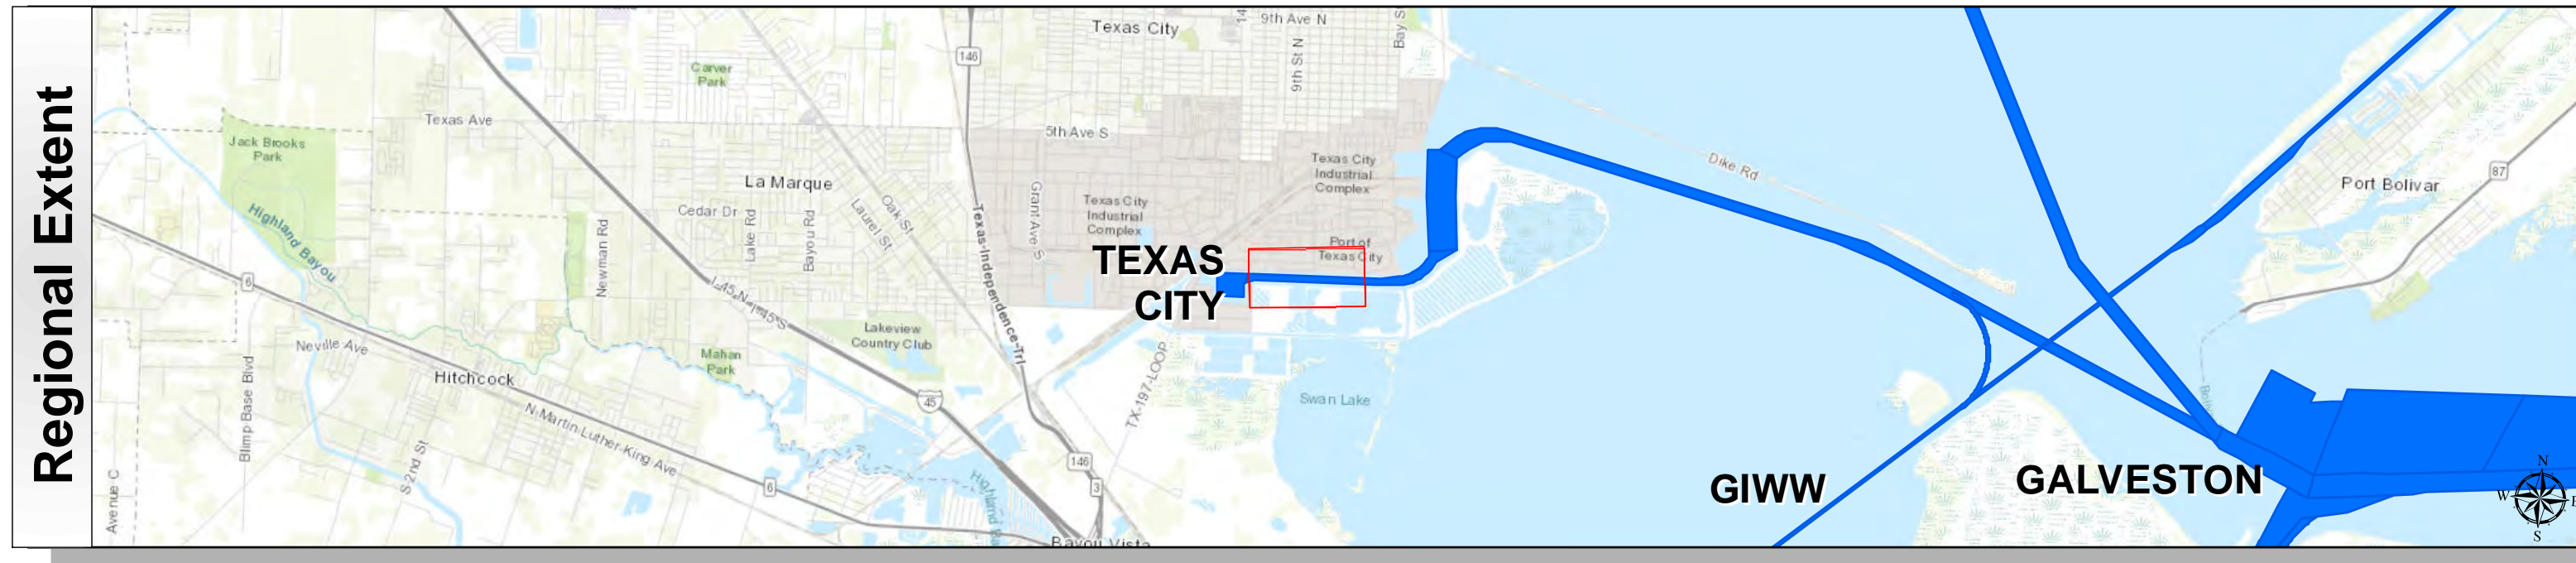 Regional Extent
Texas City
9th Ave N
9th St N
146
Carver
Park
Texas Ave
5th Ave S
Jack Brooks
Park
La Marque
Texas City
Industrial
Complex
Texas City
Industrial
Complex
Dike Rd
Port Bolivar
87
Cedar Dr
Lake Rd
Bayou Rd
Laurel St
Oak St
Grant Ave S
Texas-Independence-Trl
Newman Rd
Highland Bayou
Port of
Texas City
TEXAS
CITY
6
I-45-N-I-45-S
Lakeview
Country Club
Neville Ave
Mahan
Park
Hitchcock
Blimp Base Blvd
45
TX-197-LOOP
Swan Lake
N Martin Luther-King Ave
S 2nd St
Avenue C
146
3
6
Bayou Vista
GIWW
GALVESTON
N
W
S